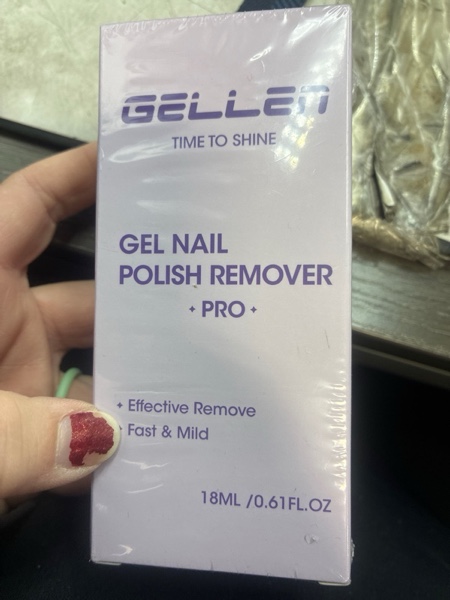 GELLEN
TIME TO SHINE
GEL NAIL
POLISH REMOVER
PRO
Effective Remove
Fast & Mild
18ML /0.61FL.OZ